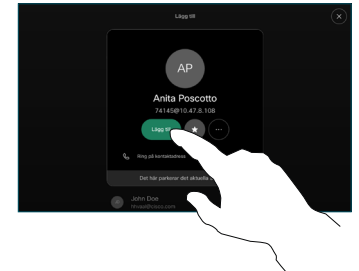 Lägg till
AP
Anita Poscotto
74145@10.47.8.108
Lägg till
Ring på kontaktadress
Det här parkerar det aktuella
John Doe